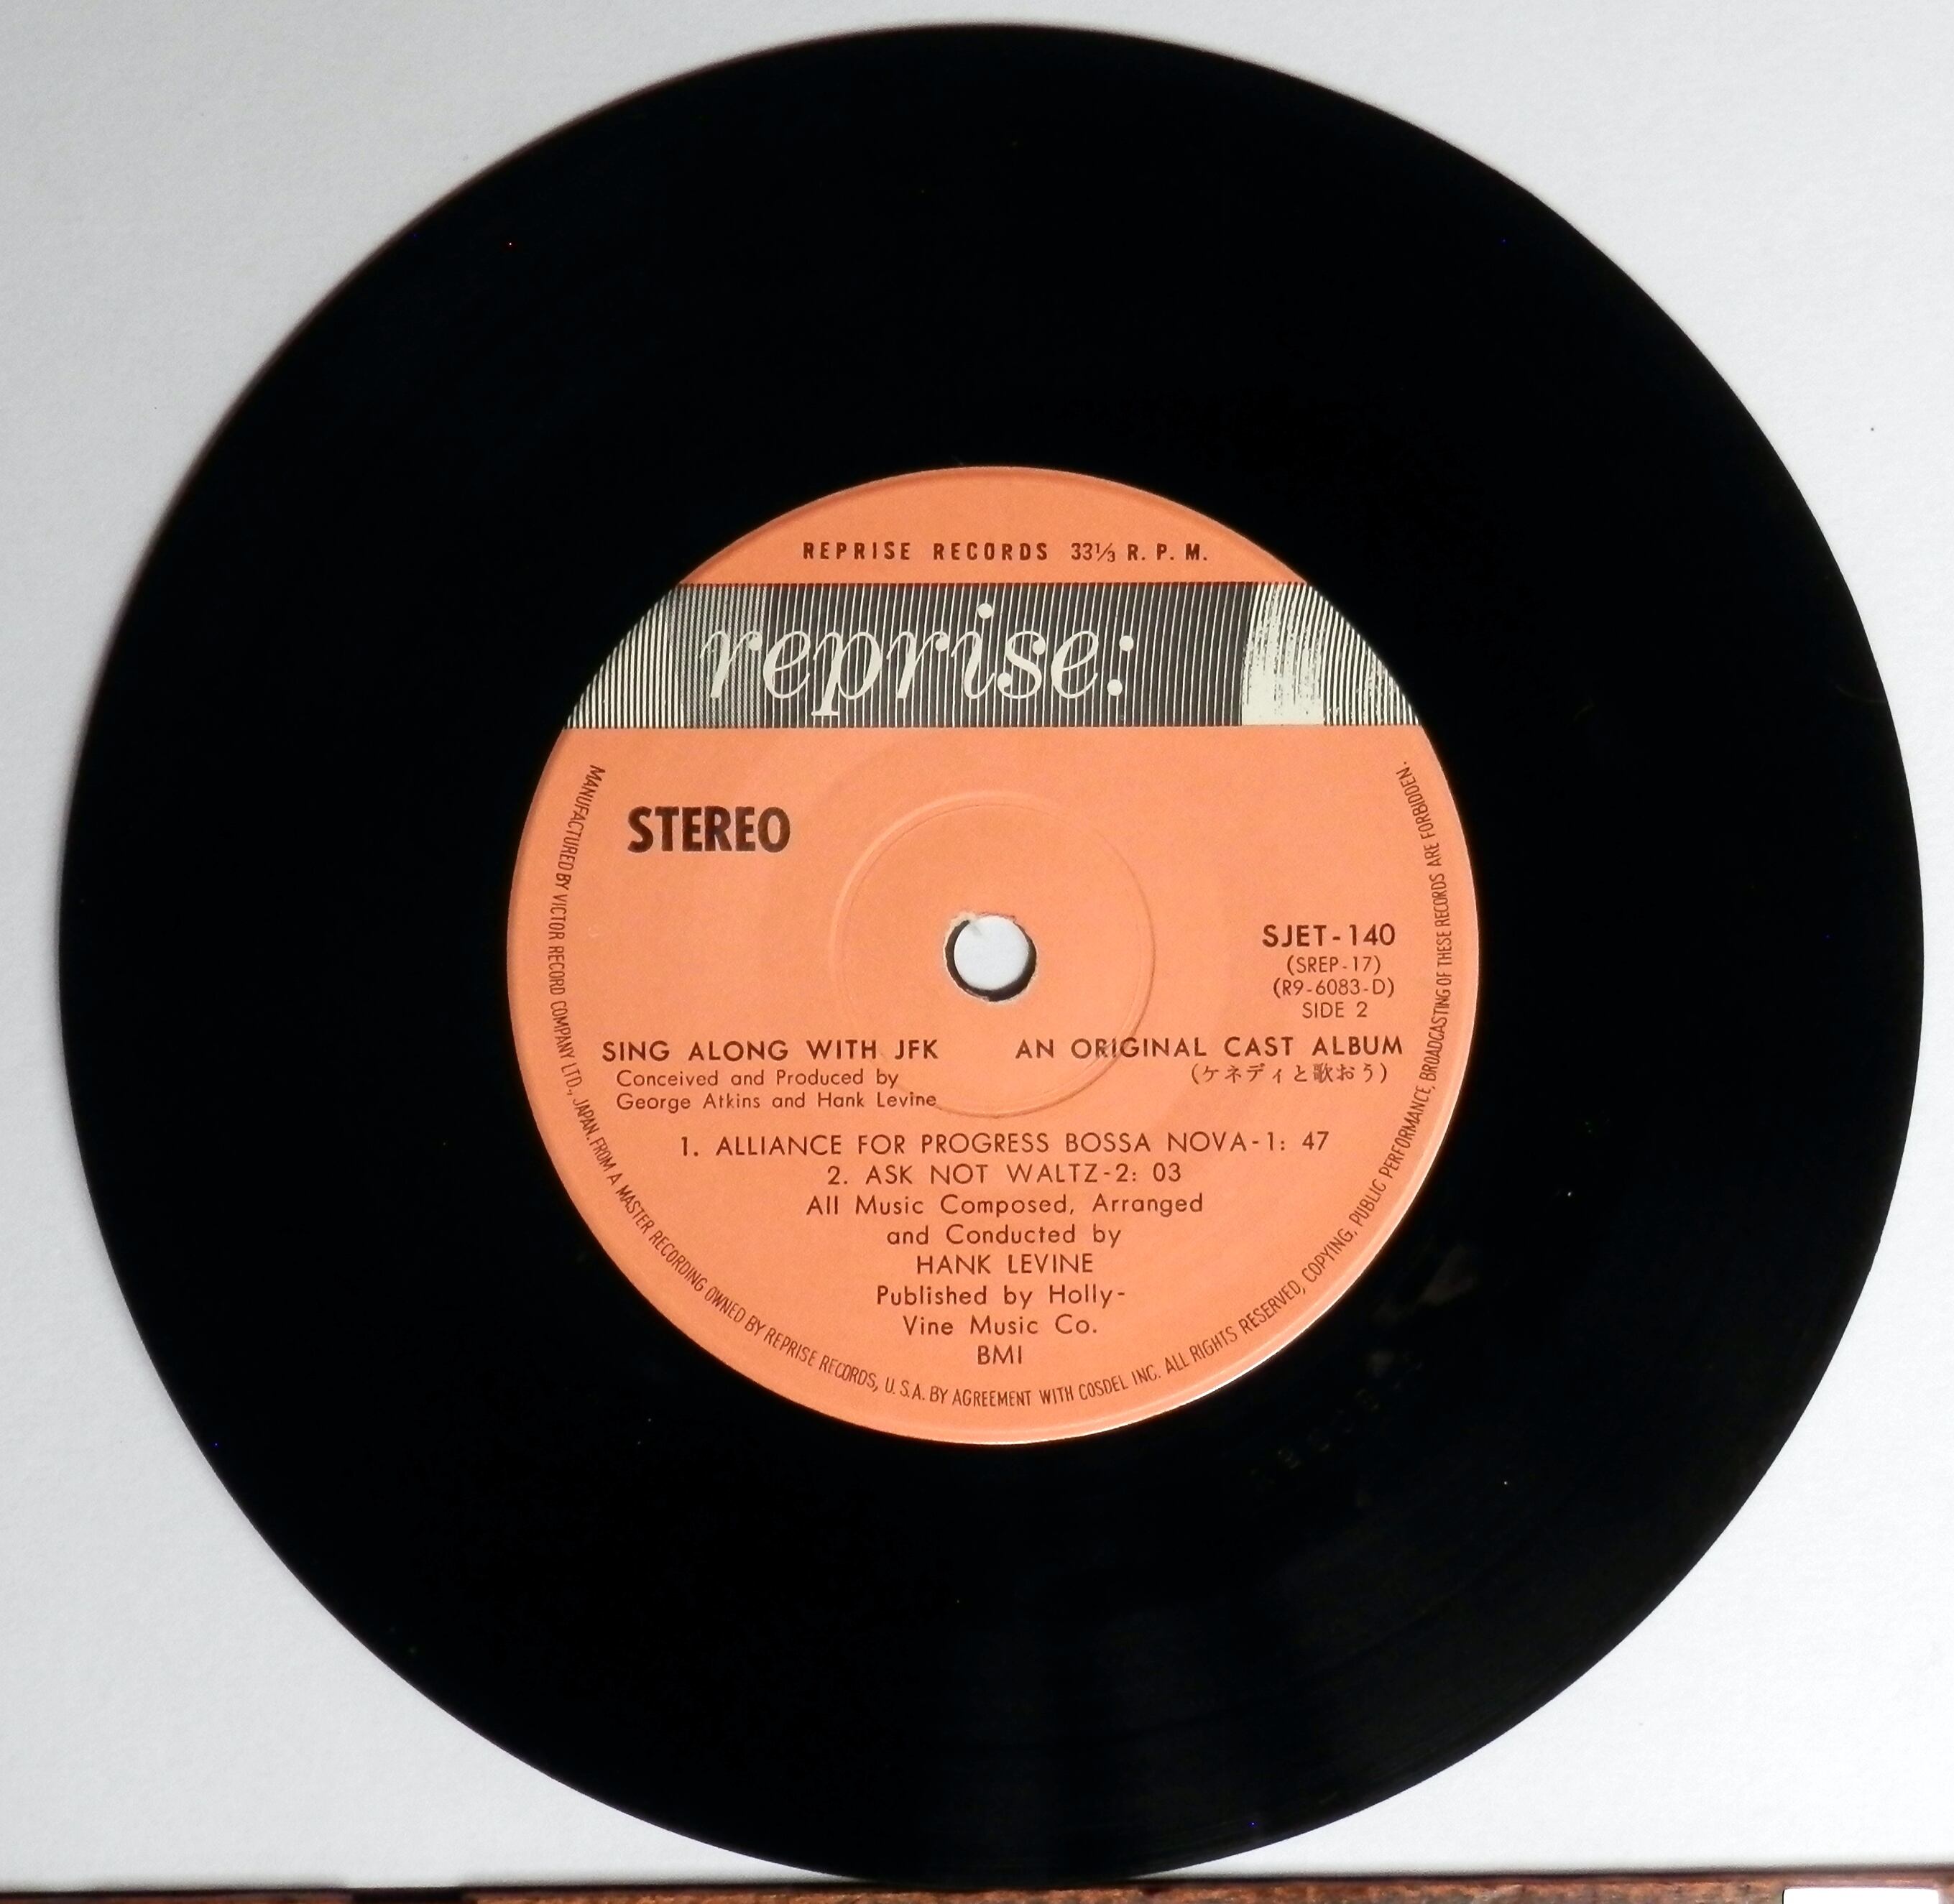 REPRISE RECORDS 33⅓ R. P. M.
reprise:
STEREO
SJET-140
(SREP-17)
(R9-6083-D)
SIDE 2
SING ALONG WITH JFK AN ORIGINAL CAST ALBUM
(ケネディと歌おう)
Conceived and Produced by
George Atkins and Hank Levine
1. ALLIANCE FOR PROGRESS BOSSA NOVA-1: 47
2. ASK NOT WALTZ-2: 03
All Music Composed, Arranged
and Conducted by
HANK LEVINE
Published by Holly-
Vine Music Co.
BMI
MANUFACTURED BY VICTOR RECORD COMPANY LTD., JAPAN. FROM A MASTER RECORDING OWNED BY REPRISE RECORDS, U.S.A. BY AGREEMENT WITH COSDEL INC. ALL RIGHTS RESERVED, COPYING, PUBLIC PERFORMANCE, BROADCASTING OF THESE RECORDS ARE FORBIDDEN.